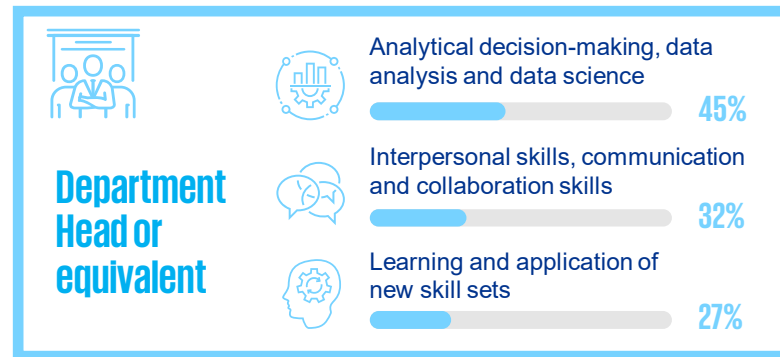 Department
Head or
equivalent
Analytical decision-making, data
analysis and data science
45%
Interpersonal skills, communication
and collaboration skills
32%
Learning and application of
new skill sets
27%